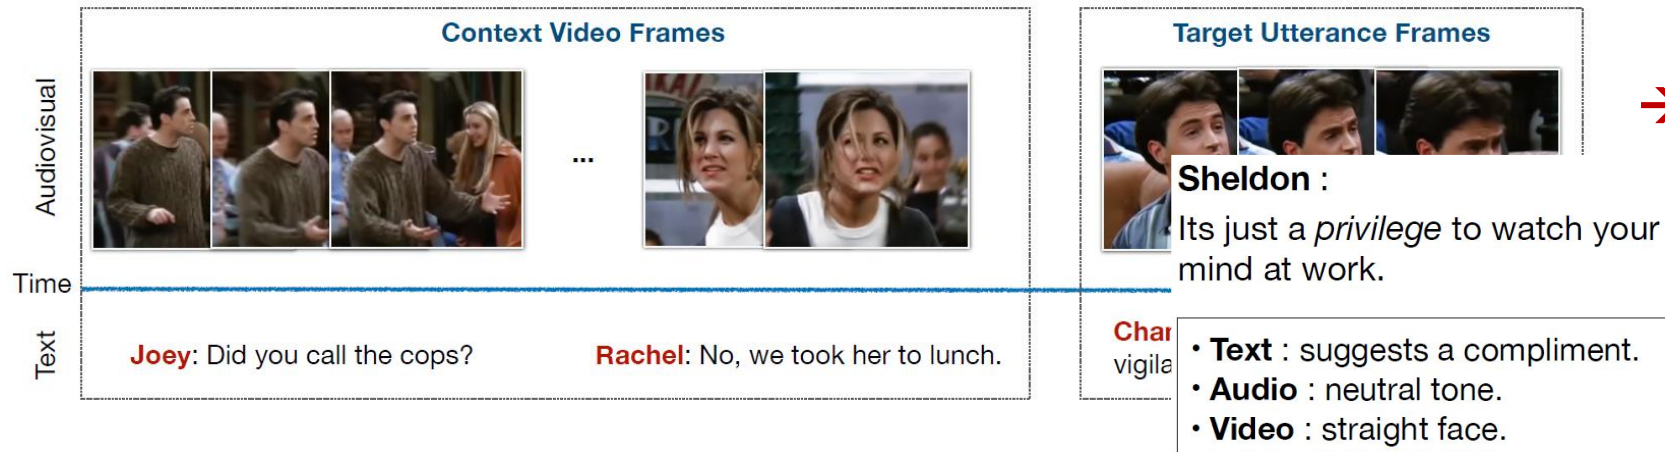 Context Video Frames
Target Utterance Frames
Audiovisual
...
Sheldon :
Its just a privilege to watch your
mind at work.
Time
Text
Joey: Did you call the cops?
Rachel: No, we took her to lunch.
• Text : suggests a compliment.
• Audio : neutral tone.
• Video : straight face.